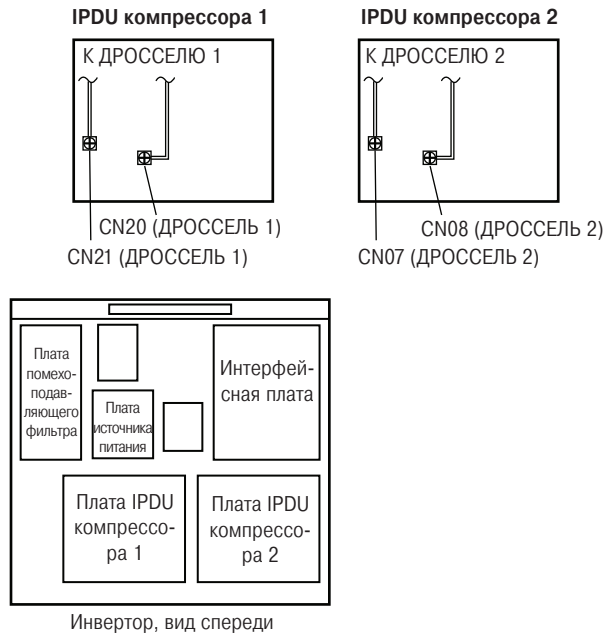 IPDU компрессора 1
К ДРОССЕЛЮ 1
CN20 (ДРОССЕЛЬ 1)
CN21 (ДРОССЕЛЬ 1)
IPDU компрессора 2
К ДРОССЕЛЮ 2
CN08 (ДРОССЕЛЬ 2)
CN07 (ДРОССЕЛЬ 2)
Плата
помехо-
подав-
ляющего
фильтра
Плата
источника
питания
Интерфей-
сная плата
Плата IPDU
компрессо-
ра 1
Плата IPDU
компрессо-
ра 2
Инвертор, вид спереди